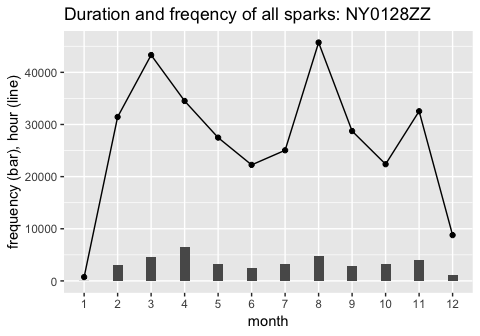 Duration and freqency of all sparks: NY0128ZZ
frequency (bar), hour (line)
40000
30000
20000
10000
0
1 2 3 4 5 6 7 8 9 10 11 12
month